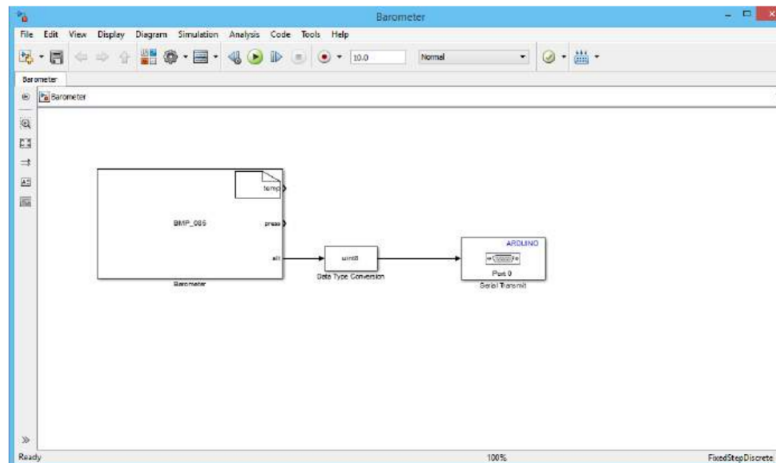 Barometer
File Edit View Display Diagram Simulation Analysis Code Tools Help
10.0 Normal
Barometer
Barometer
temp
BMP_085
press
alt
uint8
ARDUINO
Port 0
Barometer
Data Type Conversion
Serial Transmit
Ready 100% FixedStepDiscrete